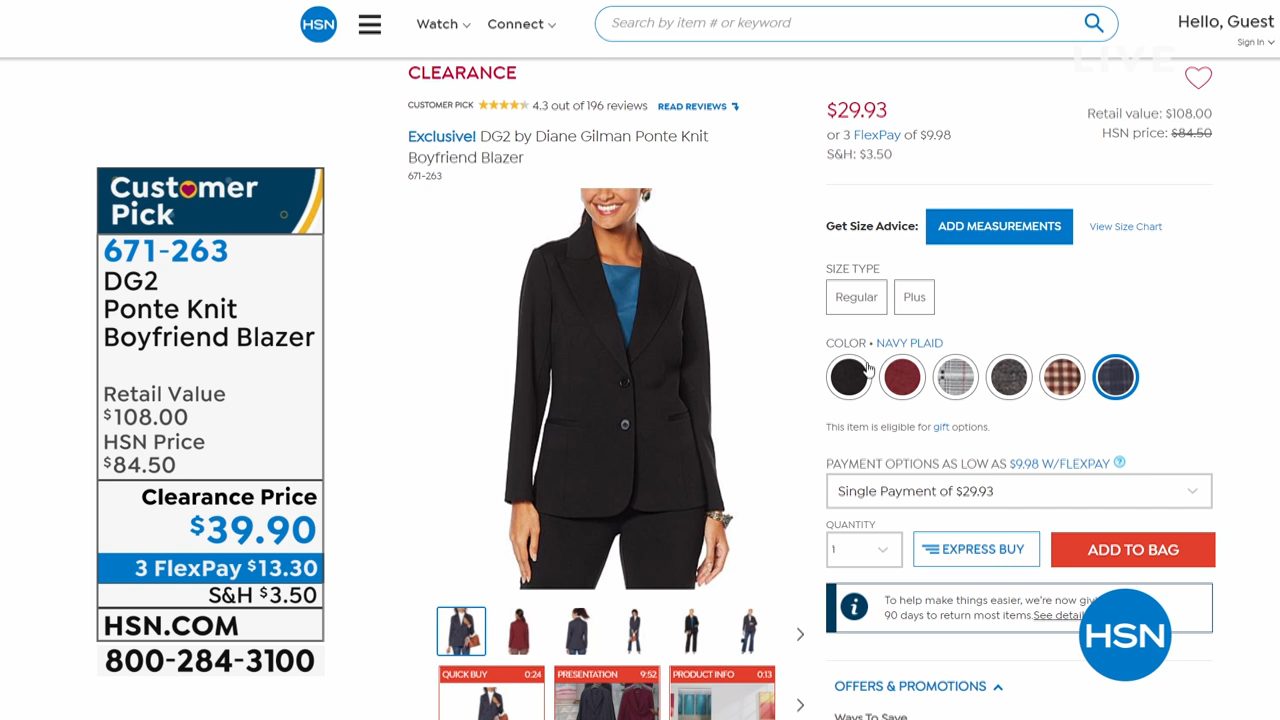 HSN
Watch
Connect
Search by item # or keyword
Hello, Guest
Sign In
LIVE
CLEARANCE
CUSTOMER PICK 4.3 out of 196 reviews READ REVIEWS
Exclusive! DG2 by Diane Gilman Ponte Knit
Boyfriend Blazer
671-263
$29.93
or 3 FlexPay of $9.98
S&H: $3.50
Retail value: $108.00
HSN price: $84.50
Customer
Pick
671-263
DG2
Ponte Knit
Boyfriend Blazer
Retail Value
$108.00
HSN Price
$84.50
Clearance Price
$39.90
3 FlexPay $13.30
S&H $3.50
HSN.COM
800-284-3100
Get Size Advice: ADD MEASUREMENTS View Size Chart
SIZE TYPE
Regular Plus
COLOR • NAVY PLAID
This item is eligible for gift options.
PAYMENT OPTIONS AS LOW AS $9.98 W/FLEXPAY ?
Single Payment of $29.93
QUANTITY
1
EXPRESS BUY
ADD TO BAG
i
To help make things easier, we're now
90 days to return most items. See
HSN
OFFERS & PROMOTIONS
Ways To Save
QUICK BUY 0:24
PRESENTATION 9:52
PRODUCT INFO 0:13